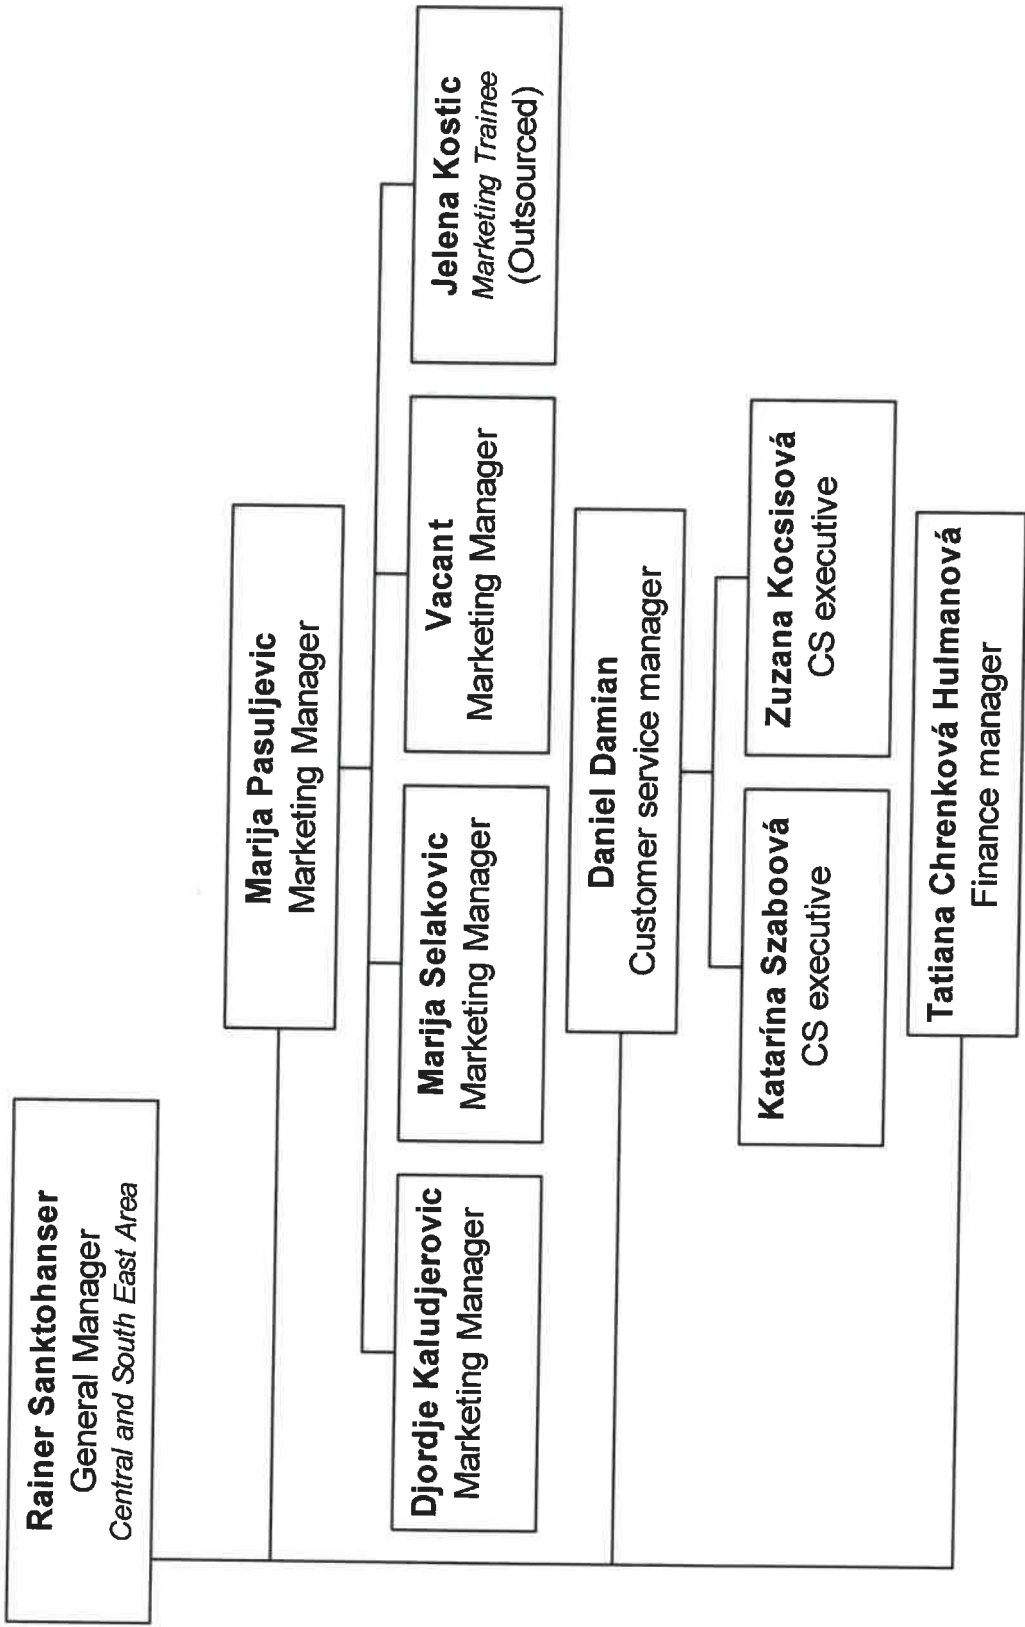 Rainer Sanktohanser
General Manager
Central and South East Area
Marija Pasuljevic
Marketing Manager
Djordje Kaludjerovic
Marketing Manager
Marija Selakovic
Marketing Manager
Vacant
Marketing Manager
Jelena Kostic
Marketing Trainee
(Outsourced)
Daniel Damian
Customer service manager
Katarína Szaboová
CS executive
Zuzana Kocsisová
CS executive
Tatiana Chrenková Hulmanová
Finance manager